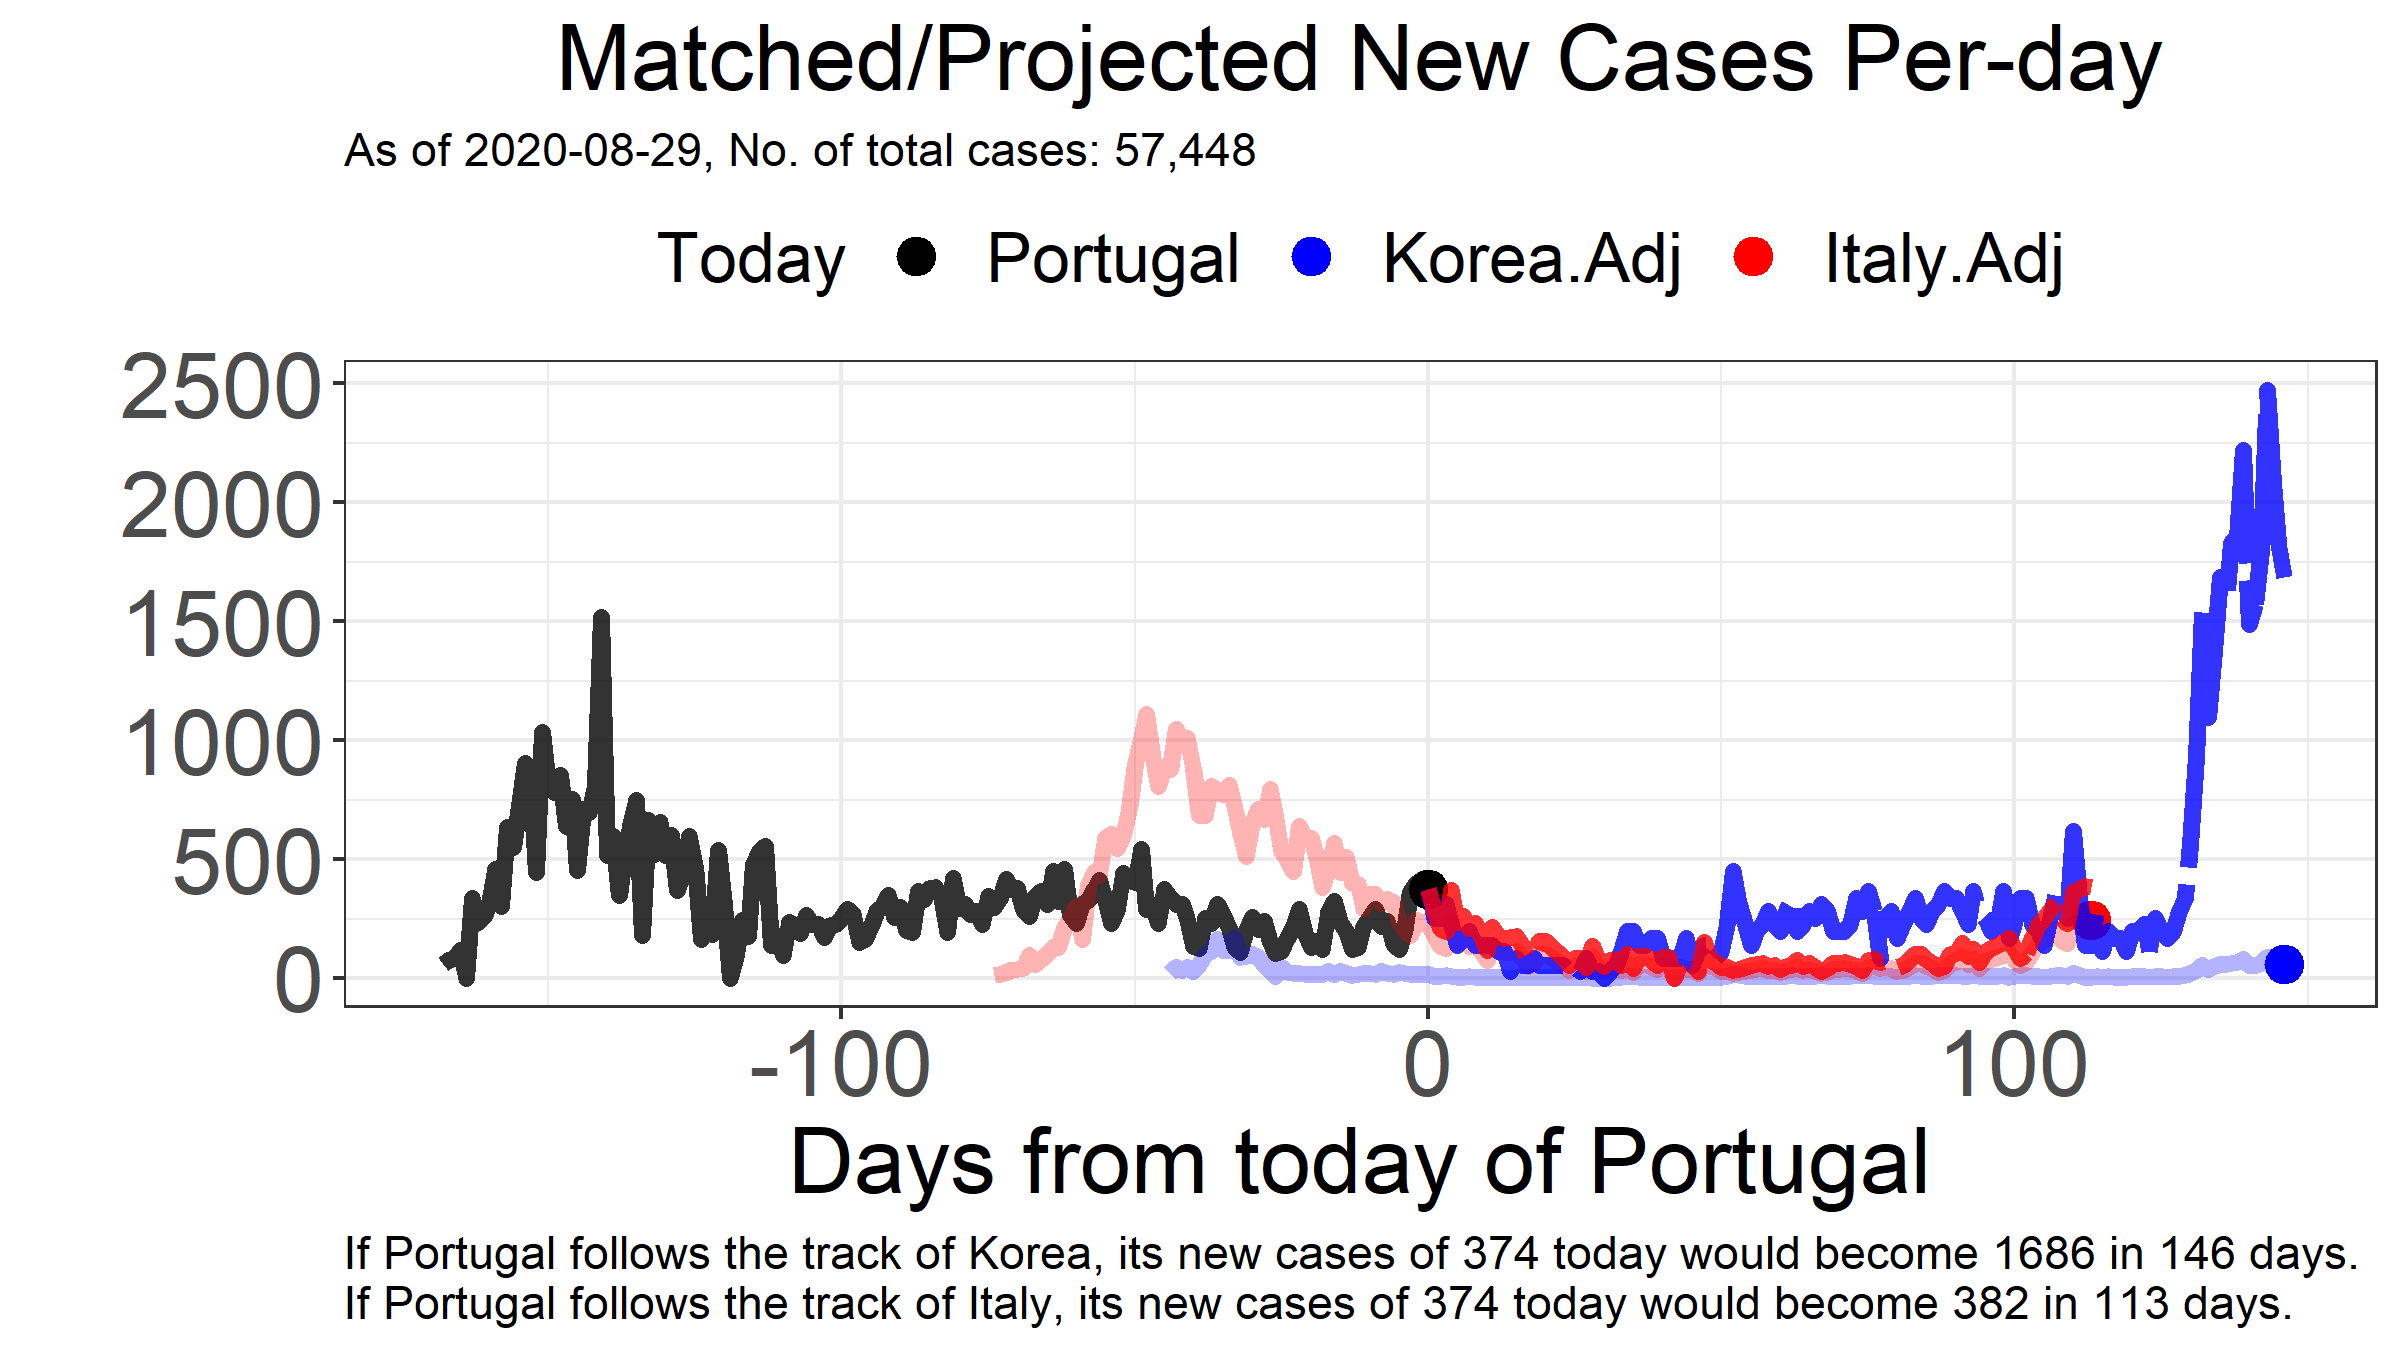 Matched/Projected New Cases Per-day
As of 2020-08-29, No. of total cases: 57,448
Today Portugal Korea.Adj Italy.Adj
2500
2000
1500
1000
500
0
-100 0 100
Days from today of Portugal
If Portugal follows the track of Korea, its new cases of 374 today would become 1686 in 146 days.
If Portugal follows the track of Italy, its new cases of 374 today would become 382 in 113 days.